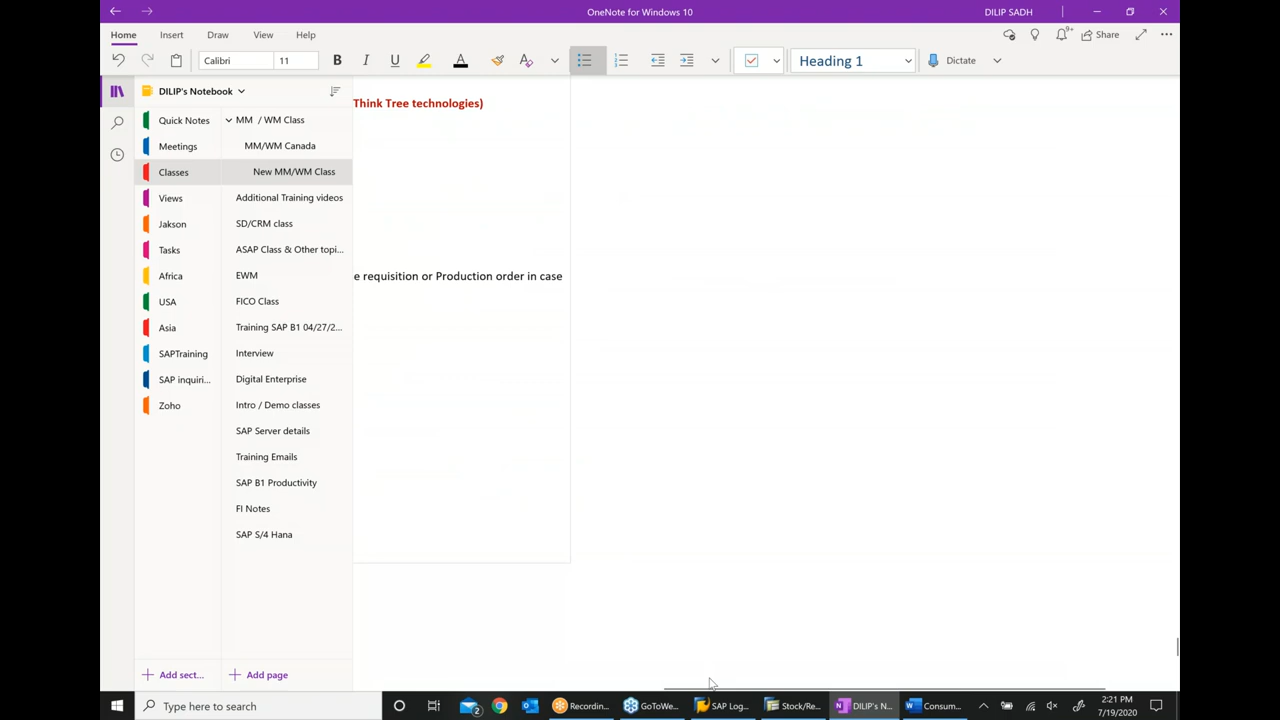 OneNote for Windows 10
DILIP SADH
Home Insert Draw View Help
Share
Calibri 11 B I U A Heading 1 Dictate
DILIP's Notebook
Quick Notes
Meetings
Classes
Views
Jakson
Tasks
Africa
USA
Asia
SAPTraining
SAP inquiri...
Zoho
Add sect...
MM / WM Class
MM/WM Canada
New MM/WM Class
Additional Training videos
SD/CRM class
ASAP Class & Other topi...
EWM
FICO Class
Training SAP B1 04/27/2...
Interview
Digital Enterprise
Intro / Demo classes
SAP Server details
Training Emails
SAP B1 Productivity
FI Notes
SAP S/4 Hana
Add page
Think Tree technologies)
e requisition or Production order in case
Type here to search
2
Recordin...
GoToWe...
SAP Log...
Stock/Re...
DILIP's N...
Consum...
2:21 PM
7/19/2020